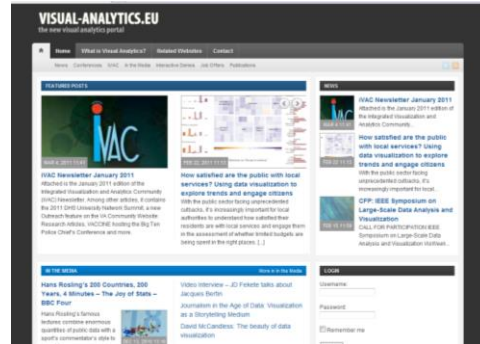 VISUAL-ANALYTICS.EU
the new visual analytics portal
Home What is Visual Analytics? Related Websites Contact
News Conferences IVAC In the Media Interactive Demos Job Offers Publications
FEATURED POSTS
iVAC
IVAC Newsletter January 2011
Attached is the January 2011 edition of the
Integrated Visualization and Analytics Community
(IVAC) Newsletter. Among other articles, it contains
the 2011 DHS University Network Summit, a new
Outreach feature on the VA Community Website
Research Articles, VACCINE hosting the Big Ten
Police Chief's Conference and more.
How satisfied are the public with local
services? Using data visualization to
explore trends and engage citizens
With the public sector facing unprecedented
cutbacks, it's increasingly important for local
authorities to understand how satisfied their
residents are with local services and engage them
in the assessment of whether limited budgets are
being spent in the right places. [...]
NEWS
IVAC Newsletter January 2011
Attached is the January 2011 edition of
the Integrated Visualization and
Analytics Community...
How satisfied are the public
with local services? Using
data visualization to explore
trends and engage citizens
With the public sector facing
unprecedented cutbacks, it's
increasingly important for local...
CFP: IEEE Symposium on
Large-Scale Data Analysis and
Visualization
CALL FOR PARTICIPATION IEEE
Symposium on Large-Scale Data
Analysis and Visualization
IN THE MEDIA
More in In the Media
Hans Rosling's 200 Countries, 200
Years, 4 Minutes – The Joy of Stats –
BBC Four
Hans Rosling's famous
lectures combine enormous
quantities of public data with a
sport's commentator's style to
Video Interview – JD Fekete talks about
Jacques Bertin
Journalism in the Age of Data: Visualization
as a Storytelling Medium
David McCandless: The beauty of data
visualization
LOGIN
Username:
Password:
Remember me